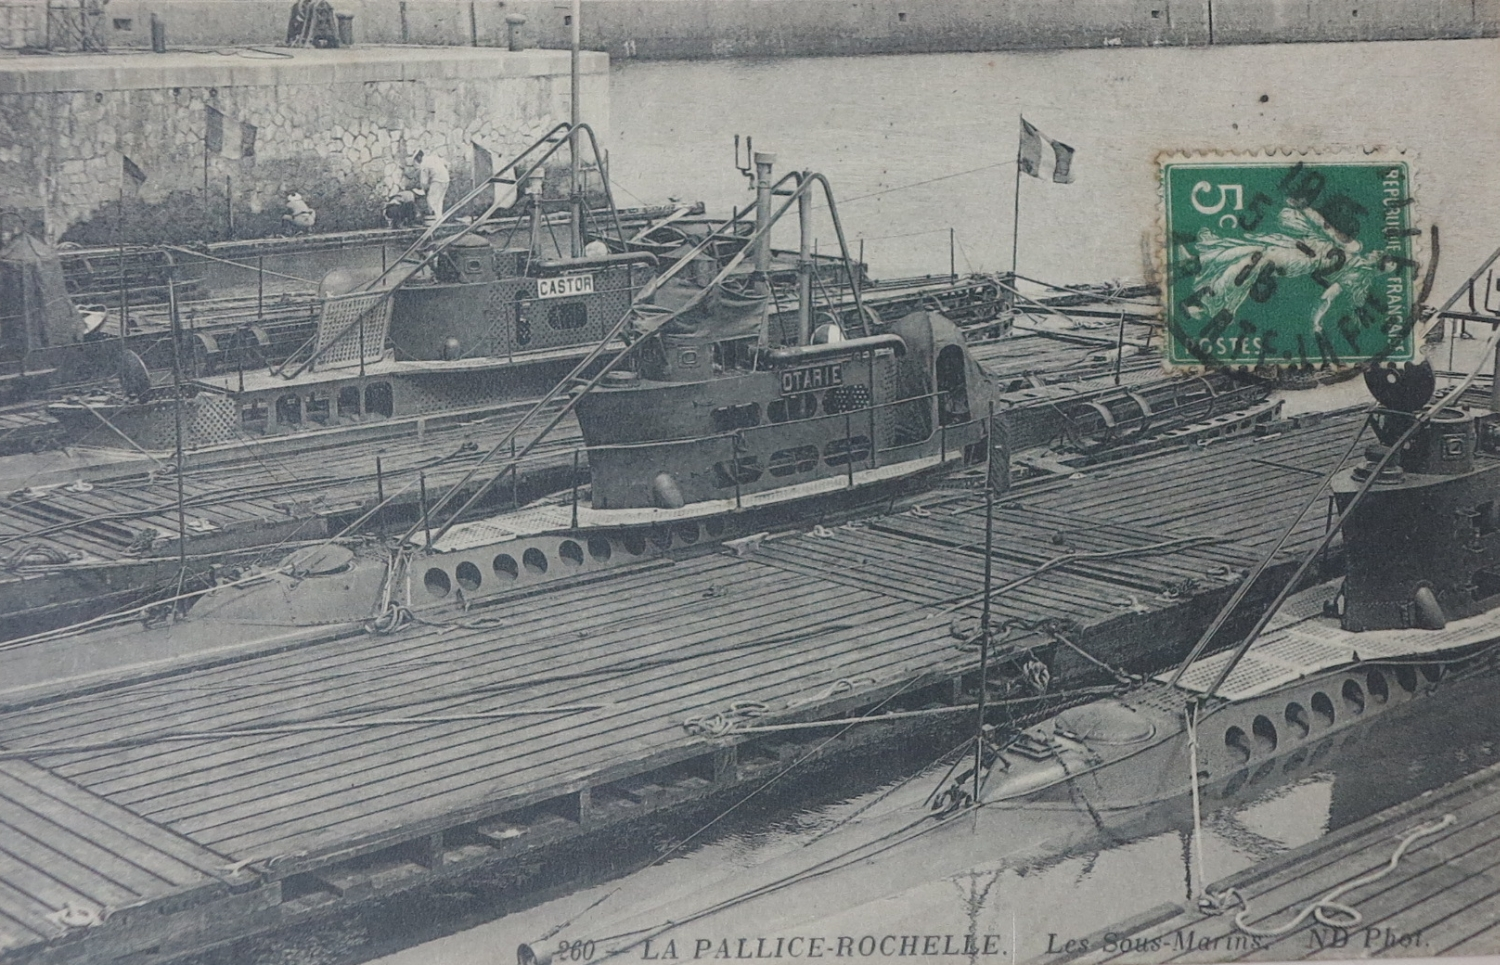 CASTOR
OTARIE
5c
REPUBLIQUE FRANÇAISE
POSTES
260 - LA PALLICE-ROCHELLE. Les Sous-Marins. ND Phot.